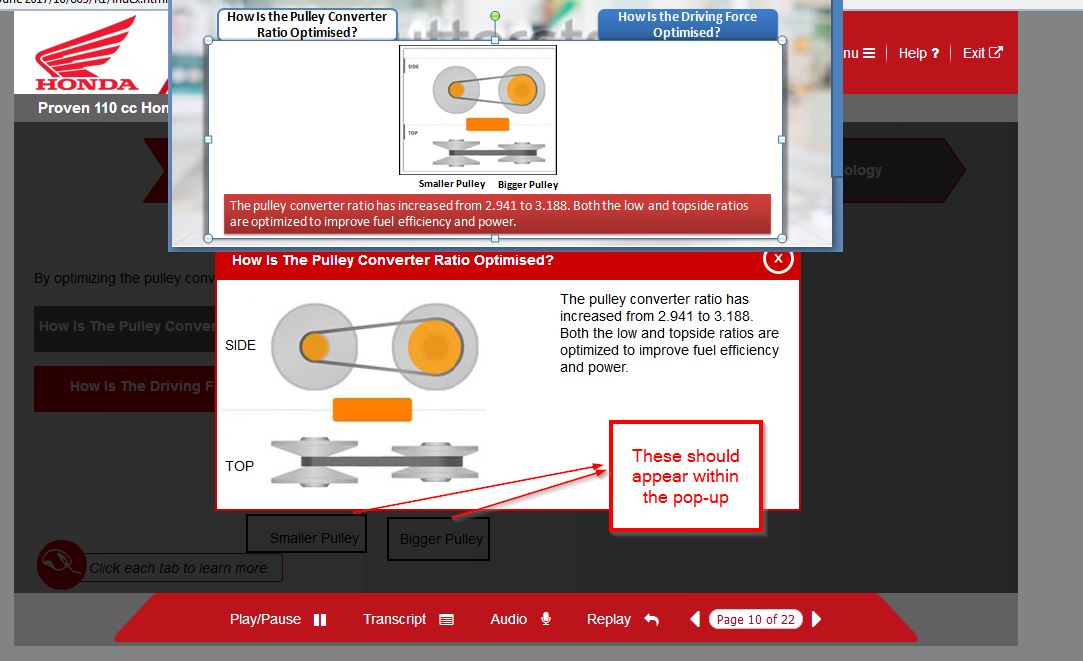 How Is the Pulley Converter
Ratio Optimised?
How Is the Driving Force
Optimised?
HONDA
Help ?
Exit
Proven 110 cc
SIDE
TOP
Smaller Pulley
Bigger Pulley
The pulley converter ratio has increased from 2.941 to 3.188. Both the low and topside ratios
are optimized to improve fuel efficiency and power.
By optimizing the pulley
How Is The Pulley
How Is The Driving
How Is The Pulley Converter Ratio Optimised?
X
SIDE
TOP
The pulley converter ratio has
increased from 2.941 to 3.188.
Both the low and topside ratios are
optimized to improve fuel efficiency
and power.
These should
appear within
the pop-up
Smaller Pulley
Bigger Pulley
Click each tab to learn more.
Play/Pause
Transcript
Audio
Replay
Page 10 of 22